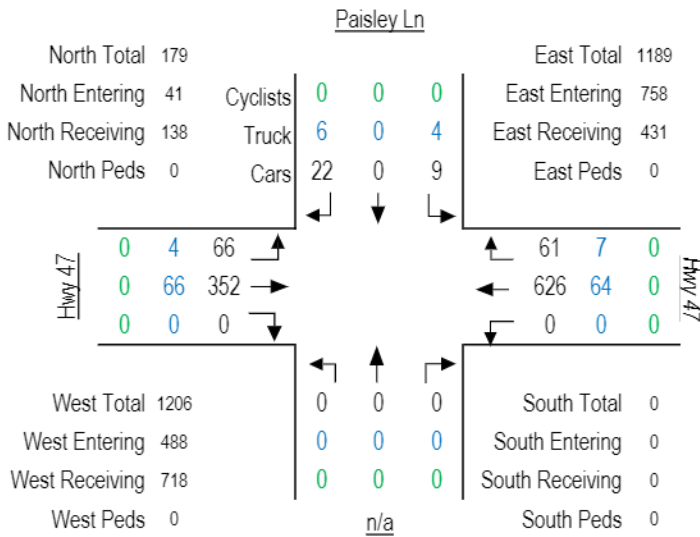 Paisley Ln
North Total 179
North Entering 41
North Receiving 138
North Peds 0
Cyclists 0 0 0
Truck 6 0 4
Cars 22 0 9
East Total 1189
East Entering 758
East Receiving 431
East Peds 0
Hwy 47
0 4 66
0 66 352
0 0 0
61 7 0
626 64 0
0 0 0
Hwy 47
West Total 1206
West Entering 488
West Receiving 718
West Peds 0
0 0 0
0 0 0
0 0 0
n/a
South Total 0
South Entering 0
South Receiving 0
South Peds 0